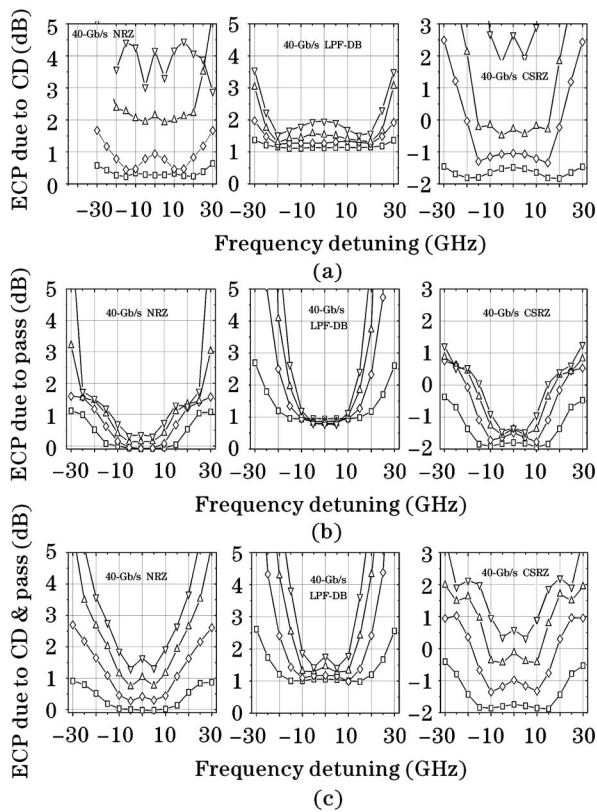 ECP due to CD (dB)
5
4
3
2
1
0
40-Gb/s NRZ
−30 −10 10 30
5
4
3
2
1
0
40-Gb/s LPF-DB
−30 −10 10 30
3
2
1
0
−1
−2
40-Gb/s CSRZ
−30 −10 10 30
Frequency detuning (GHz)
(a)
ECP due to pass (dB)
5
4
3
2
1
0
40-Gb/s NRZ
−30 −10 10 30
5
4
3
2
1
0
40-Gb/s
LPF-DB
−30 −10 10 30
3
2
1
0
−1
−2
40-Gb/s CSRZ
−30 −10 10 30
Frequency detuning (GHz)
(b)
ECP due to CD & pass (dB)
5
4
3
2
1
0
40-Gb/s NRZ
−30 −10 10 30
5
4
3
2
1
0
40-Gb/s
LPF-DB
−30 −10 10 30
3
2
1
0
−1
−2
40-Gb/s CSRZ
−30 −10 10 30
Frequency detuning (GHz)
(c)